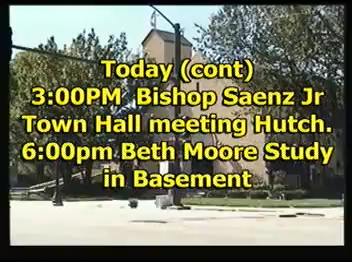 Today (cont)
3:00PM  Bishop Saenz Jr
Town Hall meeting Hutch.
6:00pm Beth Moore Study
in Basement